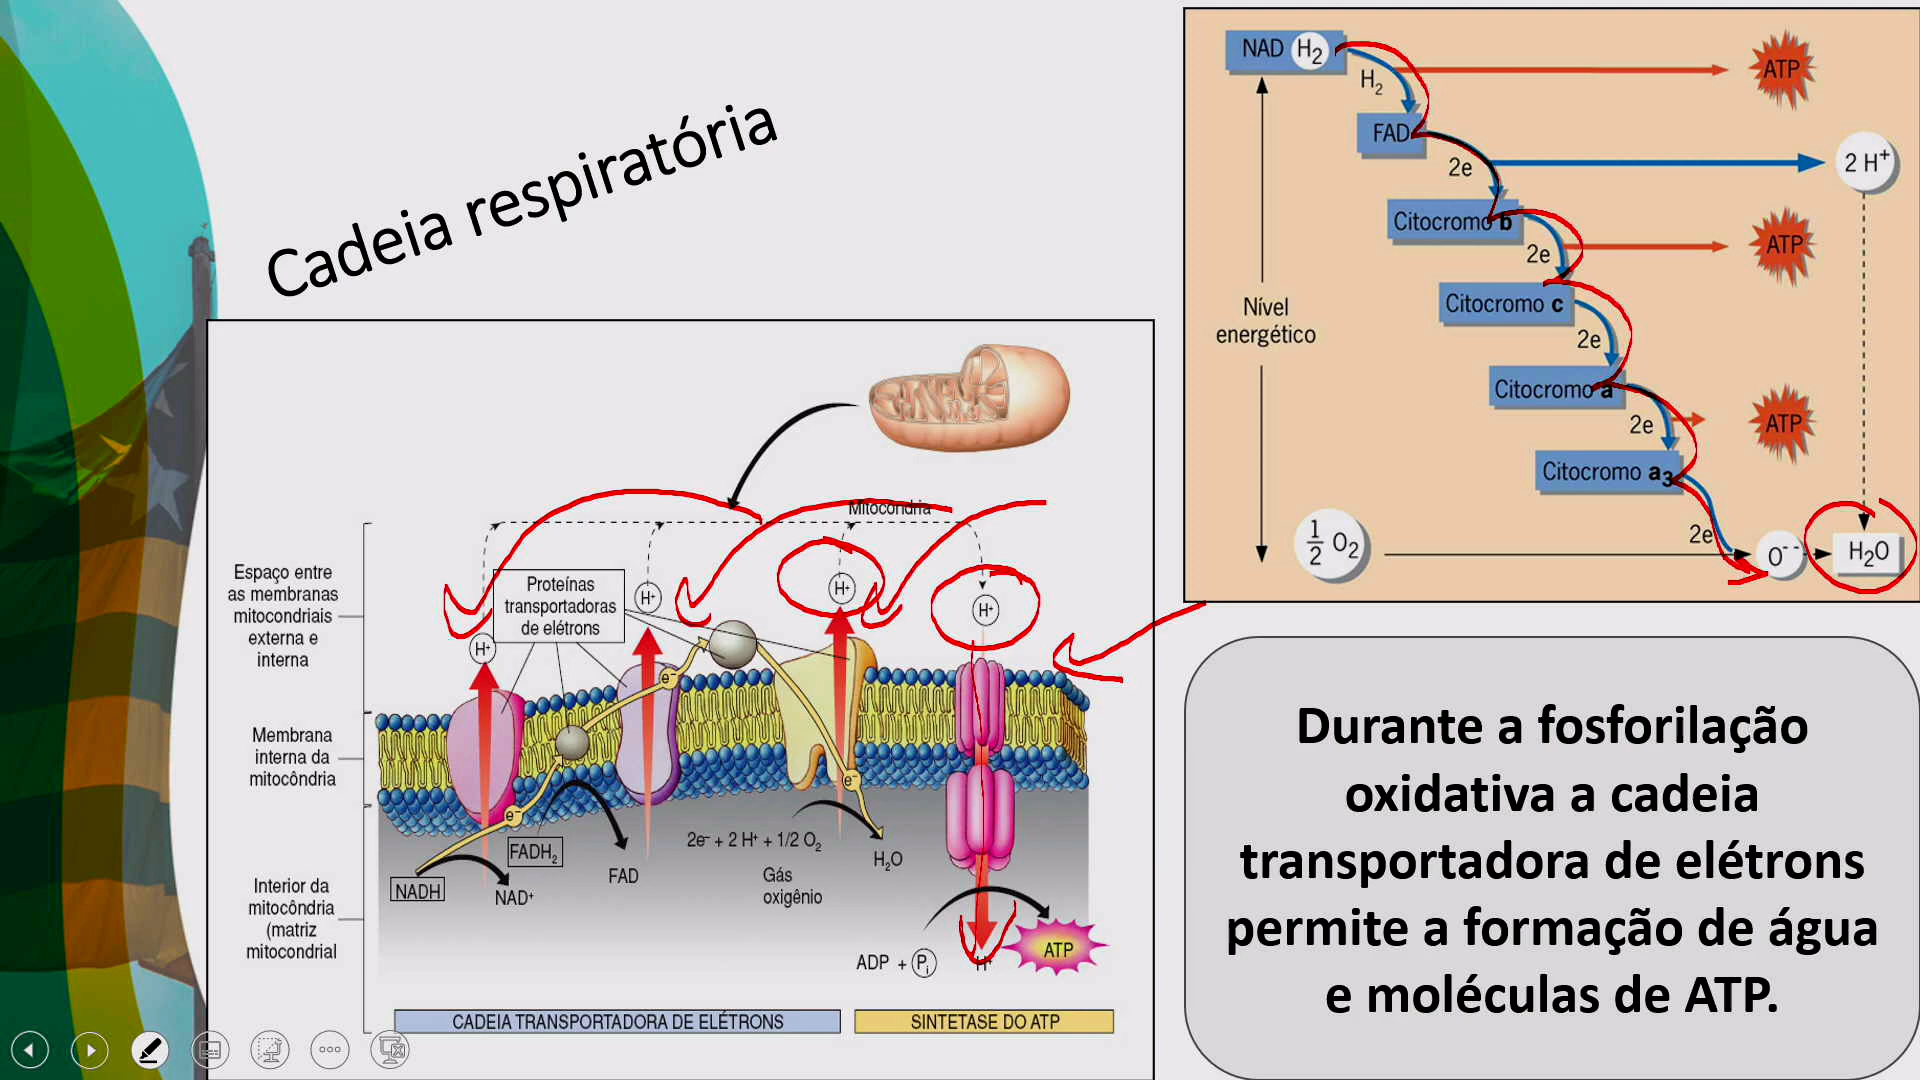 Cadeia respiratória
NAD H₂
H₂
ATP
FAD
2e
2 H⁺
Citocromo b
2e
ATP
Citocromo c
2e
Nível
energético
Citocromo a
2e
ATP
Citocromo a₃
2e
1/2 O₂
O⁻⁻
H₂O
Mitocôndria
Espaço entre
as membranas
mitocondriais
externa e
interna
Proteínas
transportadoras
de elétrons
H⁺
H⁺
H⁺
H⁺
Membrana
interna da
mitocôndria
e⁻
e⁻
e⁻
Interior da
mitocôndria
(matriz
mitocondrial
NADH
NAD⁺
FADH₂
FAD
2e⁻ + 2 H⁺ + 1/2 O₂
Gás
oxigênio
H₂O
ADP + Pi
H⁺
ATP
CADEIA TRANSPORTADORA DE ELÉTRONS
SINTETASE DO ATP
Durante a fosforilação
oxidativa a cadeia
transportadora de elétrons
permite a formação de água
e moléculas de ATP.